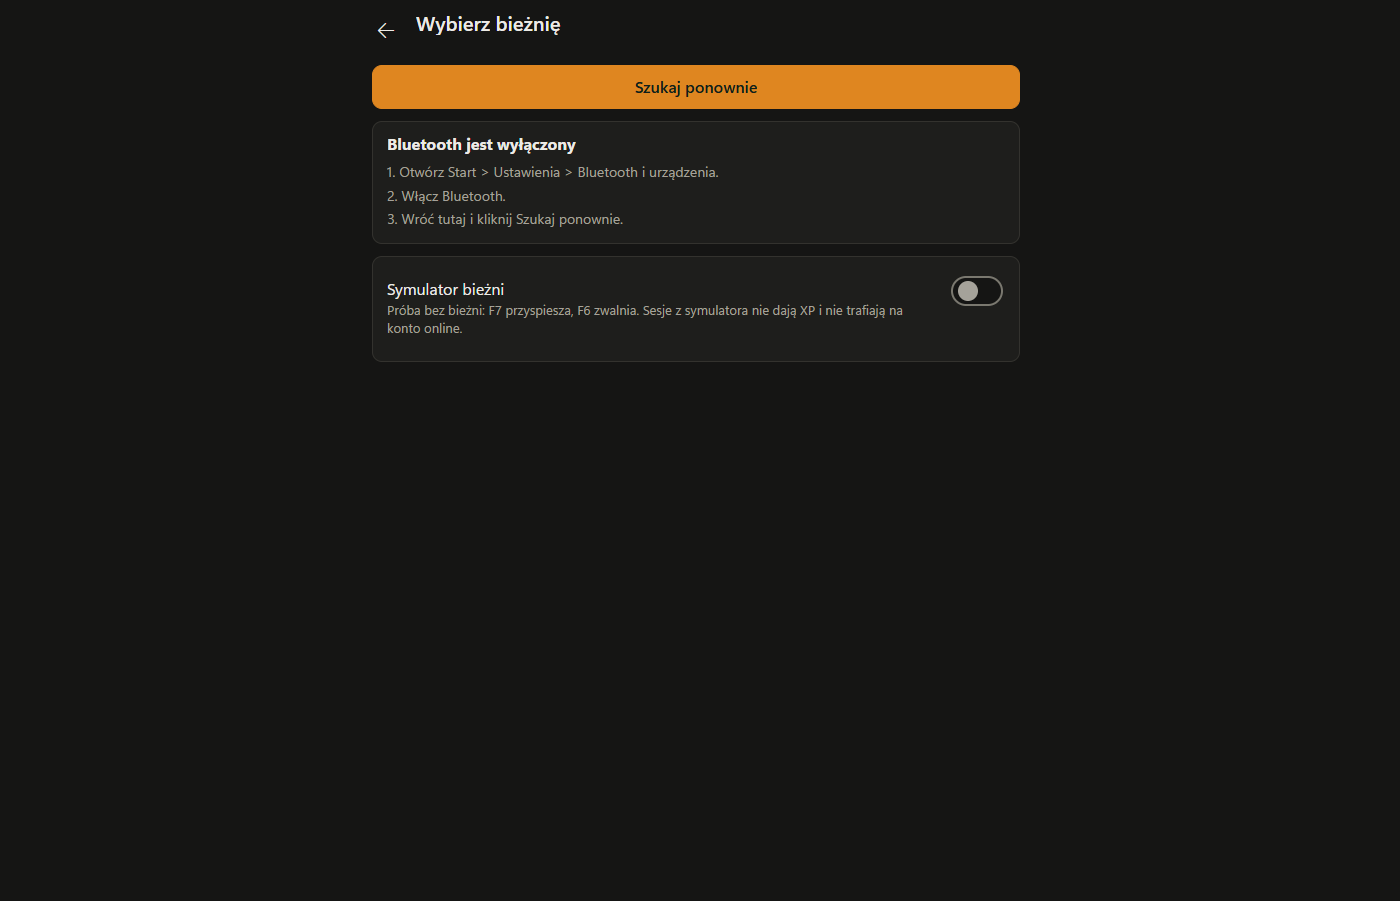 Wybierz bieżnię
Szukaj ponownie
Bluetooth jest wyłączony
1. Otwórz Start > Ustawienia > Bluetooth i urządzenia.
2. Włącz Bluetooth.
3. Wróć tutaj i kliknij Szukaj ponownie.
Symulator bieżni
Próba bez bieżni: F7 przyspiesza, F6 zwalnia. Sesje z symulatora nie dają XP i nie trafiają na
konto online.